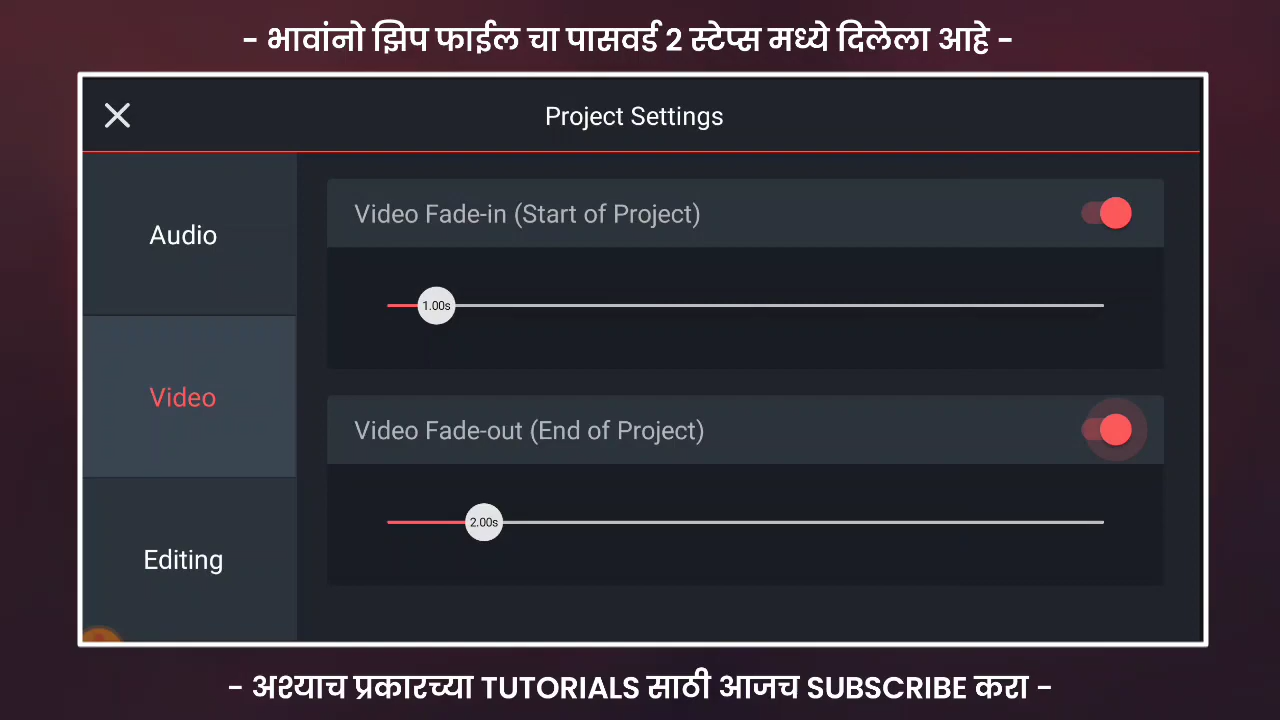 - भावांनो झिप फाईल चा पासवर्ड 2 स्टेप्स मध्ये दिलेला आहे -
Project Settings
Audio
Video
Editing
Video Fade-in (Start of Project)
1.00s
Video Fade-out (End of Project)
2.00s
- अश्याच प्रकारच्या TUTORIALS साठी आजच SUBSCRIBE करा -